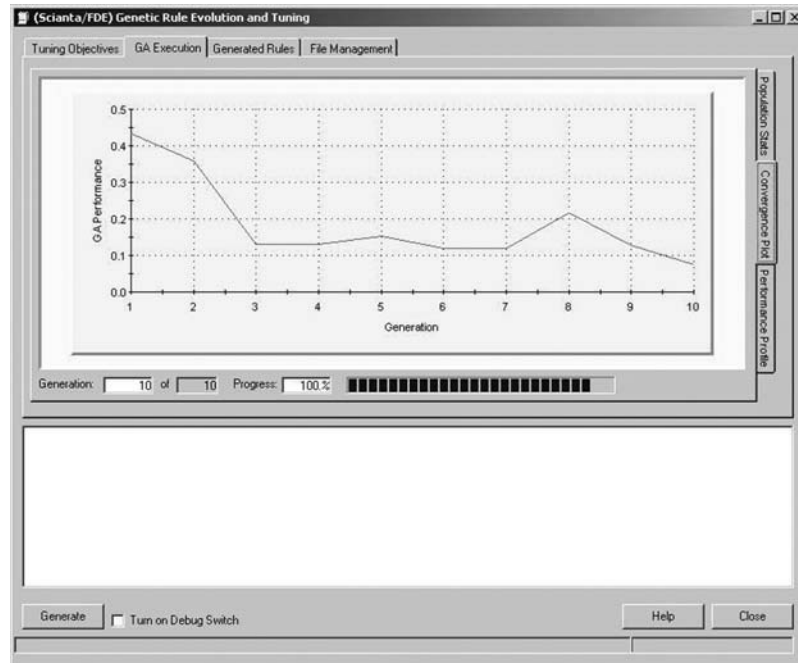 (Scianta/FDE) Genetic Rule Evolution and Tuning
Tuning Objectives GA Execution Generated Rules File Management
Population Stats
Convergence Plot
Performance Profile
GA Performance
0.5
0.4
0.3
0.2
0.1
0.0
1 2 3 4 5 6 7 8 9 10
Generation
Generation: 10 of 10 Progress: 100.%
Generate Turn on Debug Switch Help Close